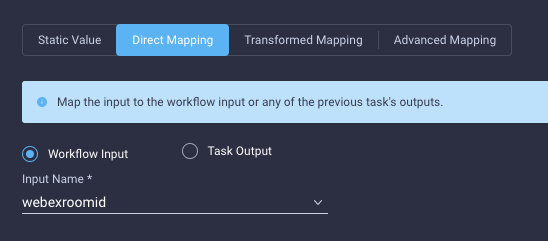 Static Value Direct Mapping Transformed Mapping Advanced Mapping
Map the input to the workflow input or any of the previous task's outputs.
Workflow Input Task Output
Input Name *
webexroomid